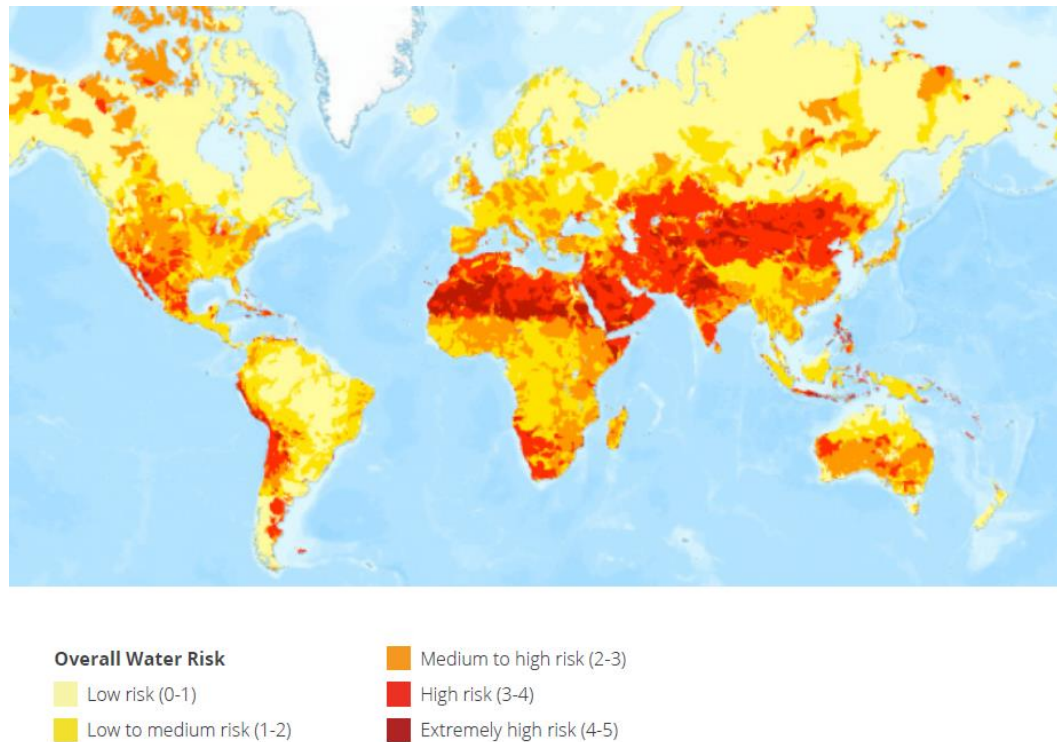 Overall Water Risk
Low risk (0-1)
Low to medium risk (1-2)
Medium to high risk (2-3)
High risk (3-4)
Extremely high risk (4-5)